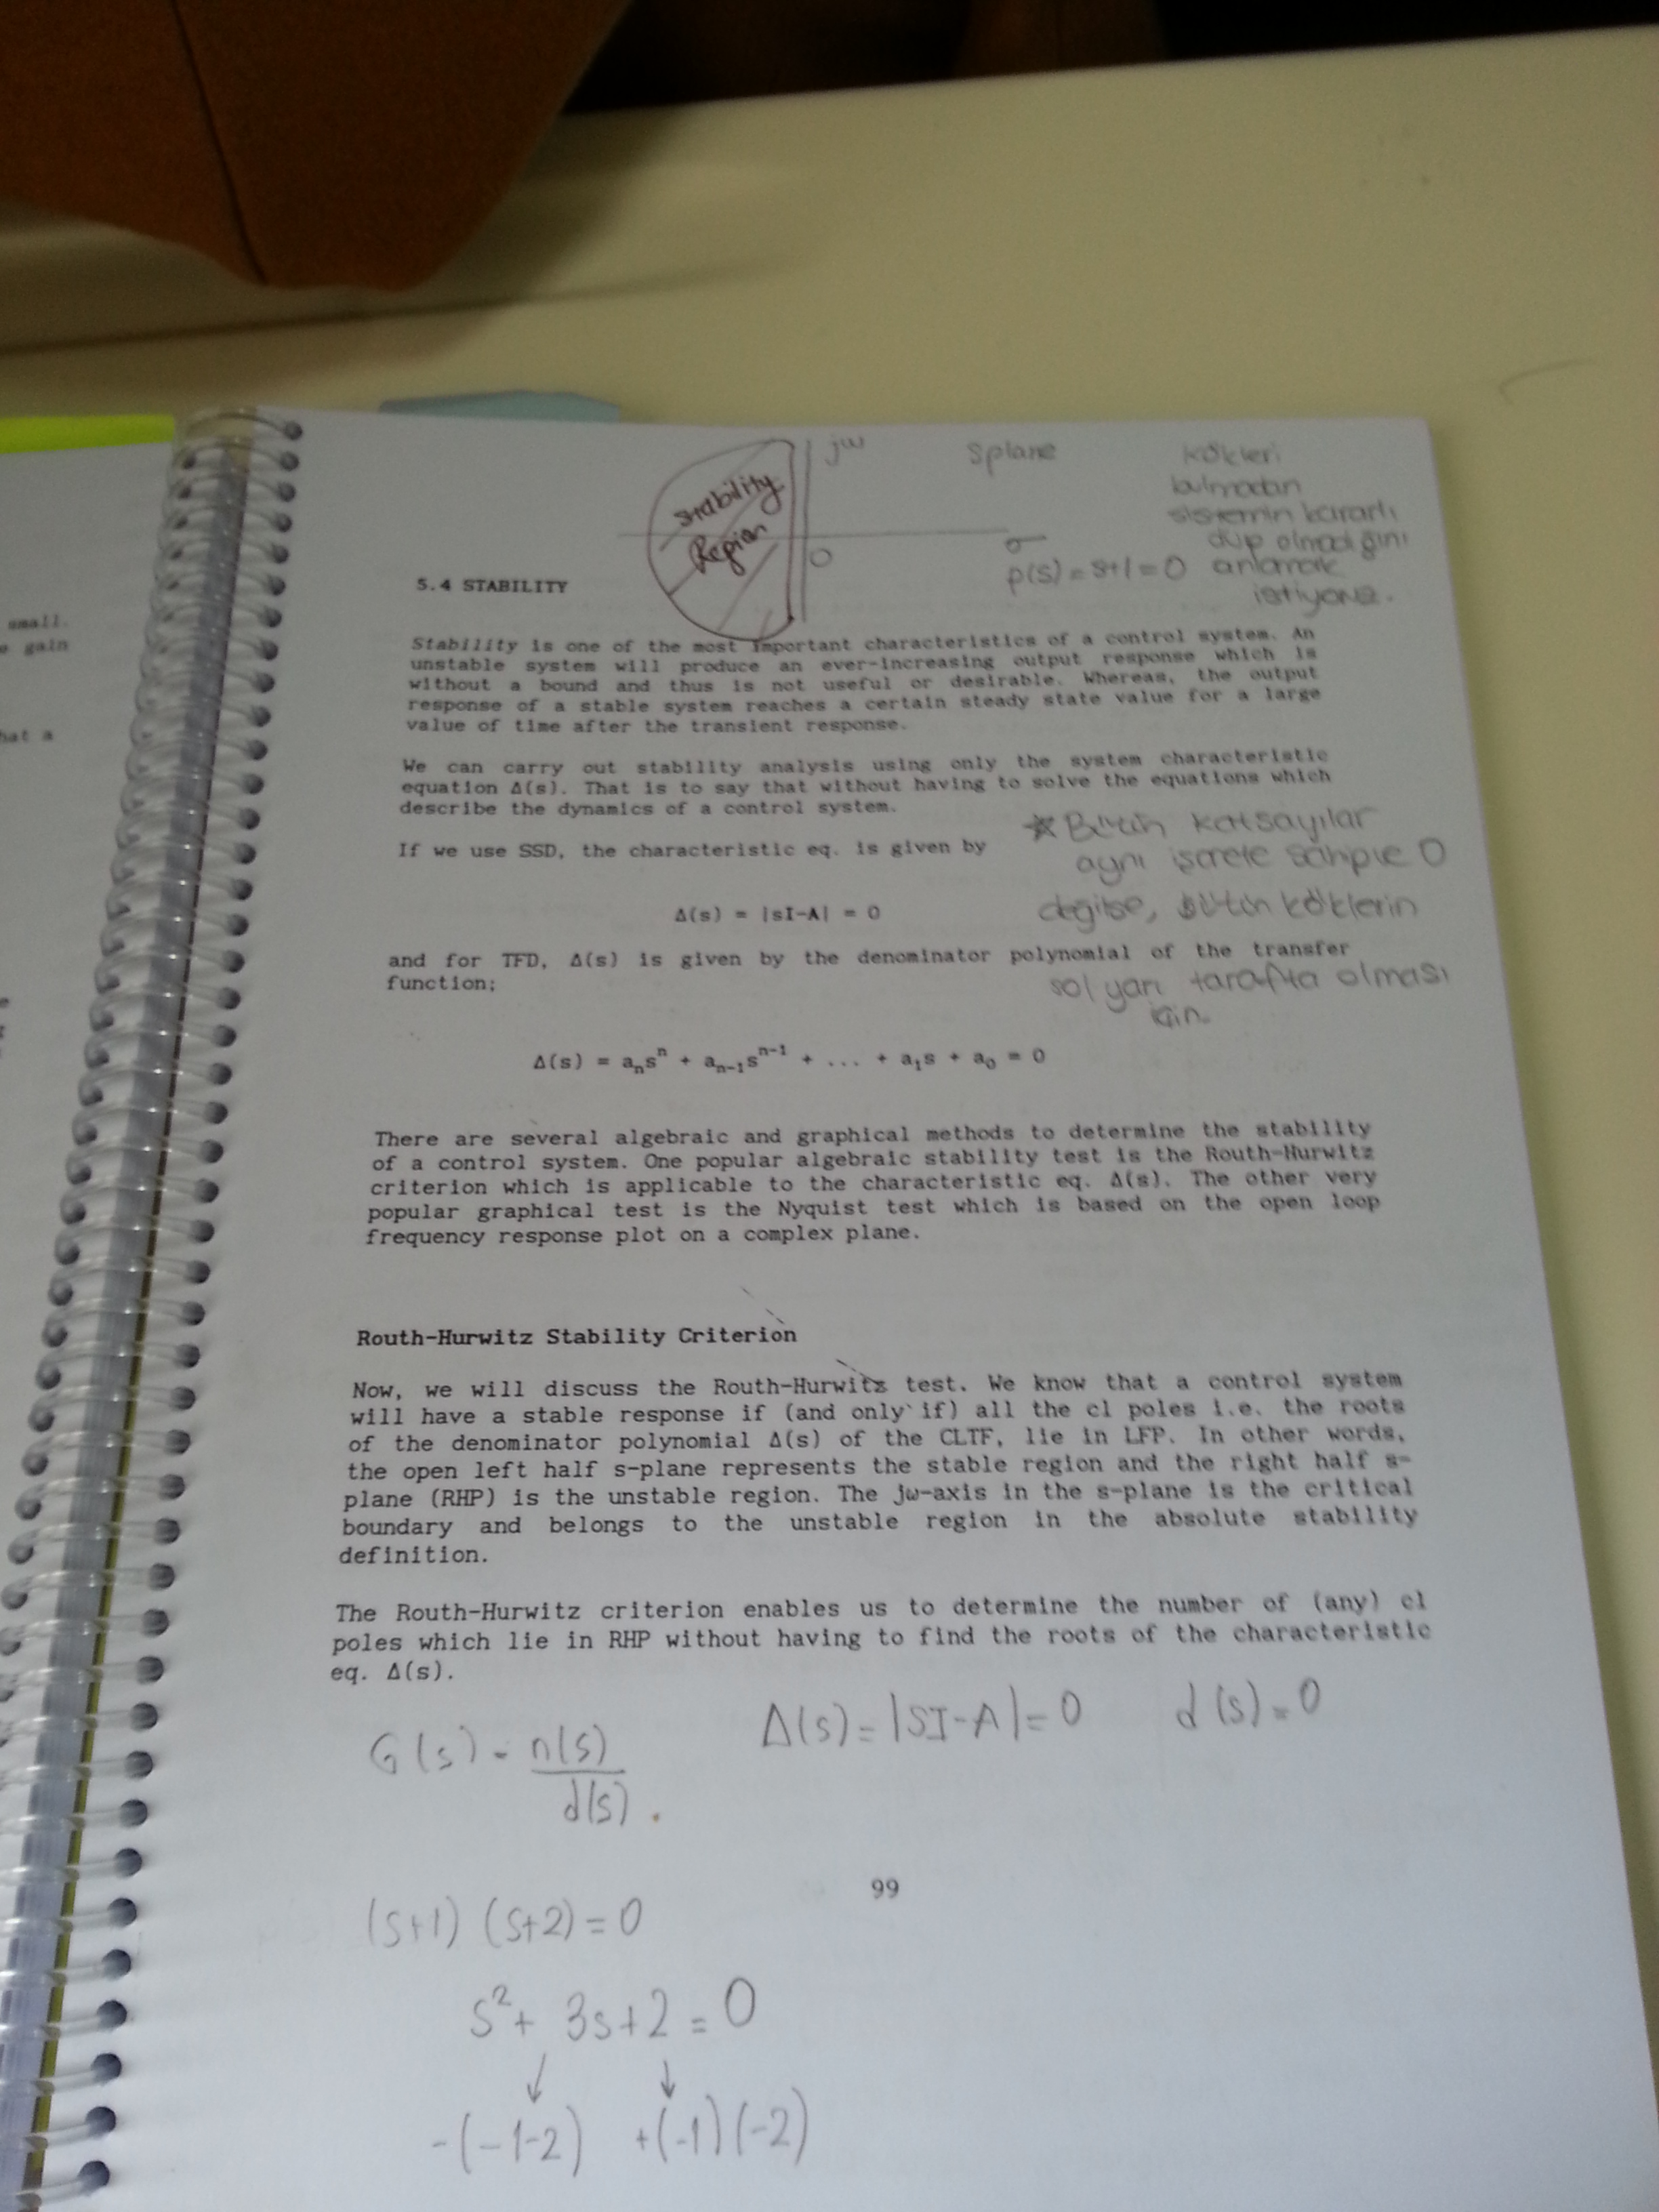 small.
gain
hat a
jω
s plane
kökleri
bulmadan
sistemin kararlı
olup olmadığını
anlamak
istiyoruz.
Stability
Region
σ
0
p(s) = s+1 = 0
5.4 STABILITY
Stability is one of the most important characteristics of a control system. An
unstable system will produce an ever-increasing output response which is
without a bound and thus is not useful or desirable. Whereas, the output
response of a stable system reaches a certain steady state value for a large
value of time after the transient response.
We can carry out stability analysis using only the system characteristic
equation Δ(s). That is to say that without having to solve the equations which
describe the dynamics of a control system.
If we use SSD, the characteristic eq. is given by
* Bütün katsayılar
aynı işarete sahipse 0
değilse, bütün köklerin
sol yarı tarafta olması
için.
Δ(s) = |sI-A| = 0
and for TFD, Δ(s) is given by the denominator polynomial of the transfer
function;
Δ(s) = aₙsⁿ + aₙ₋₁sⁿ⁻¹ + ... + a₁s + a₀ = 0
There are several algebraic and graphical methods to determine the stability
of a control system. One popular algebraic stability test is the Routh-Hurwitz
criterion which is applicable to the characteristic eq. Δ(s). The other very
popular graphical test is the Nyquist test which is based on the open loop
frequency response plot on a complex plane.
Routh-Hurwitz Stability Criterion
Now, we will discuss the Routh-Hurwitz test. We know that a control system
will have a stable response if (and only if) all the cl poles i.e. the roots
of the denominator polynomial Δ(s) of the CLTF, lie in LFP. In other words,
the open left half s-plane represents the stable region and the right half s-
plane (RHP) is the unstable region. The jω-axis in the s-plane is the critical
boundary and belongs to the unstable region in the absolute stability
definition.
The Routh-Hurwitz criterion enables us to determine the number of (any) cl
poles which lie in RHP without having to find the roots of the characteristic
eq. Δ(s).
G(s) = n(s)
d(s)
Δ(s) = |SI-A| = 0
d(s) = 0
99
(s+1) (s+2) = 0
s² + 3s + 2 = 0
-(-1-2) +(-1)(-2)